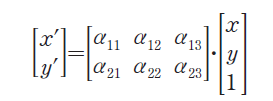 [x′ y′] = [α₁₁ α₁₂ α₁₃; α₂₁ α₂₂ α₂₃] · [x y 1]